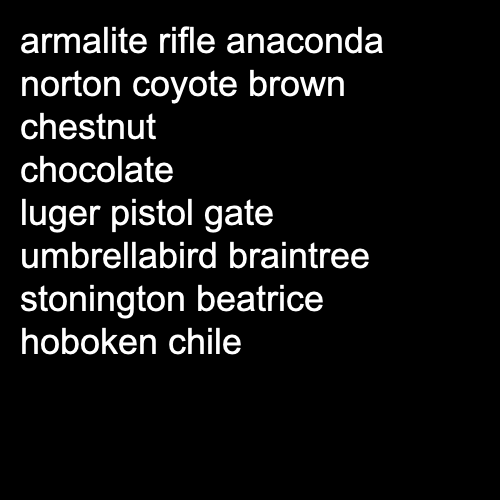 armalite rifle anaconda
norton coyote brown
chestnut
chocolate
luger pistol gate
umbrellabird braintree
stonington beatrice
hoboken chile